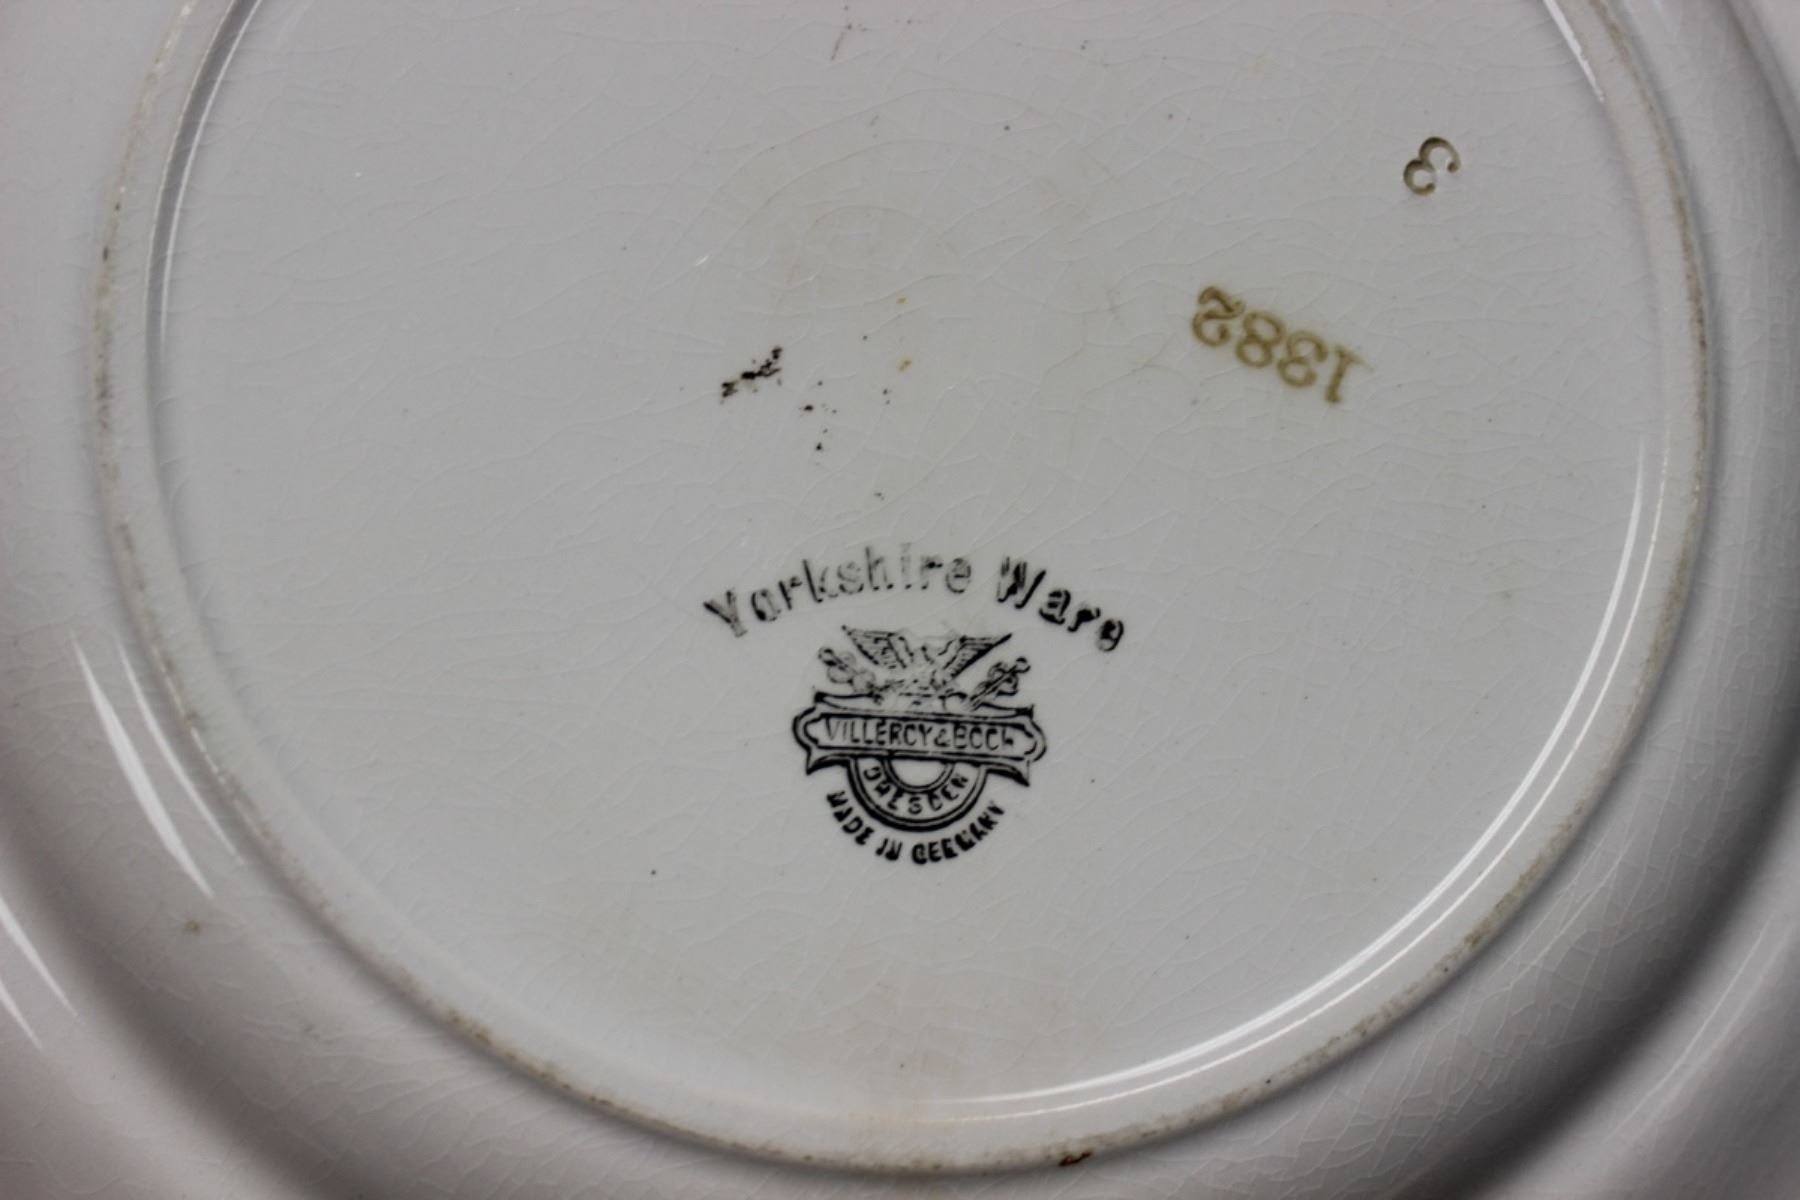 3
1382
Yorkshire Ware
VILLEROY & BOCH
DRESDEN
MADE IN GERMANY